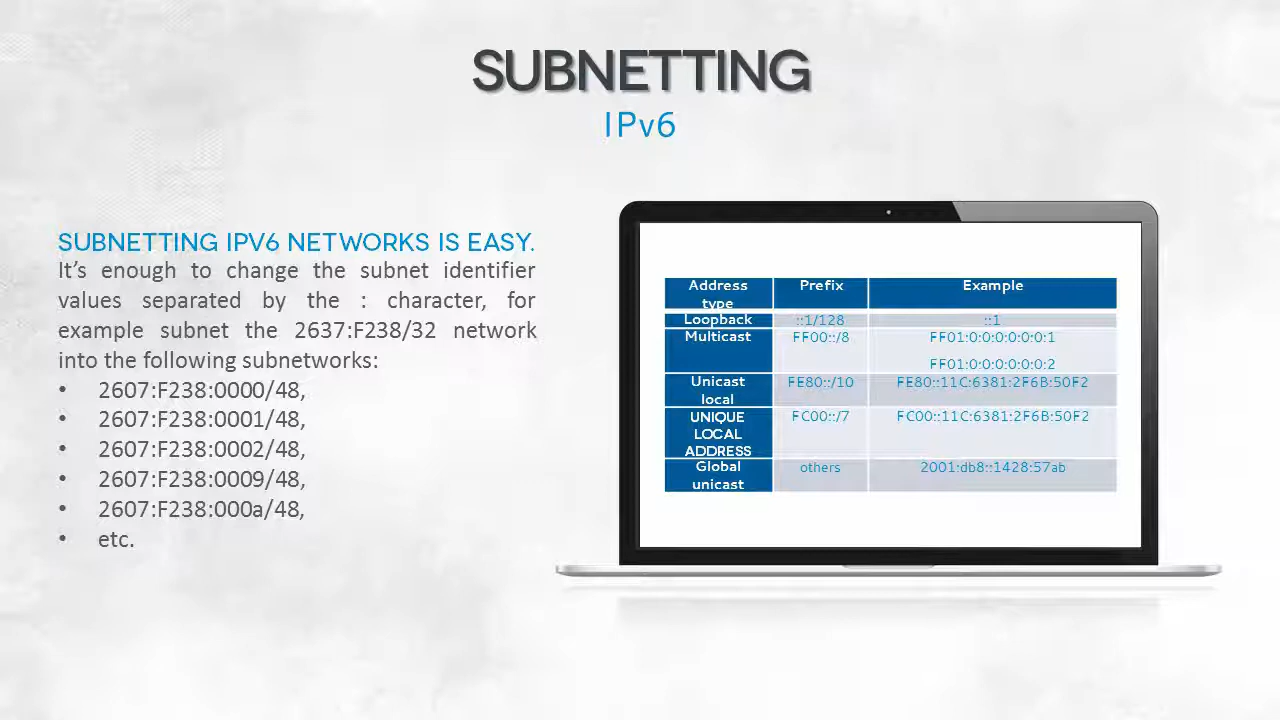 SUBNETTING
IPv6
SUBNETTING IPV6 NETWORKS IS EASY.
It's enough to change the subnet identifier
values separated by the : character, for
example subnet the 2637:F238/32 network
into the following subnetworks:
• 2607:F238:0000/48,
• 2607:F238:0001/48,
• 2607:F238:0002/48,
• 2607:F238:0009/48,
• 2607:F238:000a/48,
• etc.
Address type Prefix Example
Loopback ::1/128 ::1
Multicast FF00::/8 FF01:0:0:0:0:0:0:1
FF01:0:0:0:0:0:0:2
Unicast local FE80::/10 FE80::11C:6381:2F6B:50F2
UNIQUE LOCAL ADDRESS FC00::/7 FC00::11C:6381:2F6B:50F2
Global unicast others 2001:db8::1428:57ab